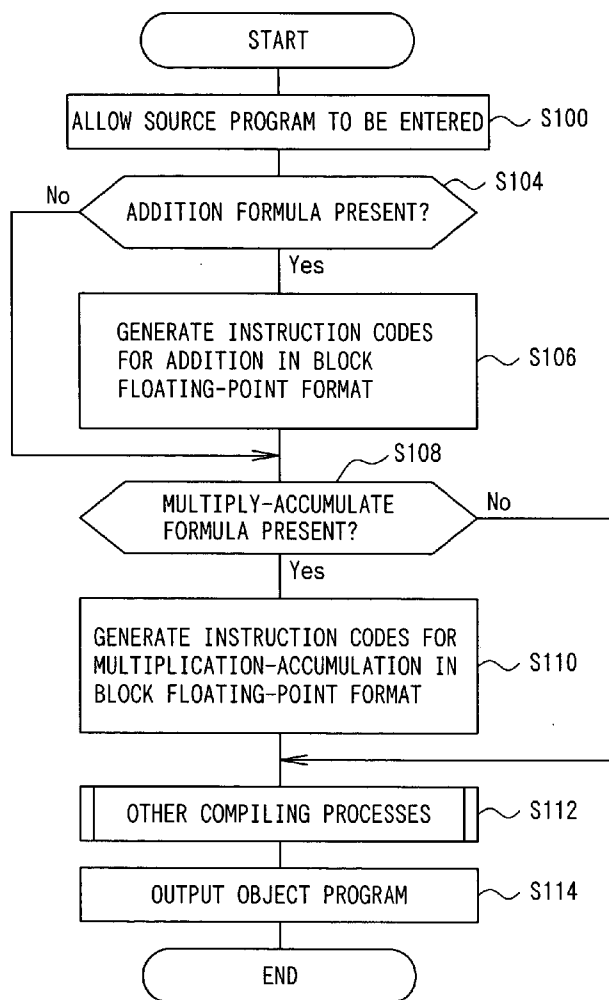 START
ALLOW SOURCE PROGRAM TO BE ENTERED
S100
S104
No
ADDITION FORMULA PRESENT?
Yes
GENERATE INSTRUCTION CODES
FOR ADDITION IN BLOCK
FLOATING-POINT FORMAT
S106
S108
MULTIPLY-ACCUMULATE
FORMULA PRESENT?
No
Yes
GENERATE INSTRUCTION CODES FOR
MULTIPLICATION-ACCUMULATION IN
BLOCK FLOATING-POINT FORMAT
S110
OTHER COMPILING PROCESSES
S112
OUTPUT OBJECT PROGRAM
S114
END